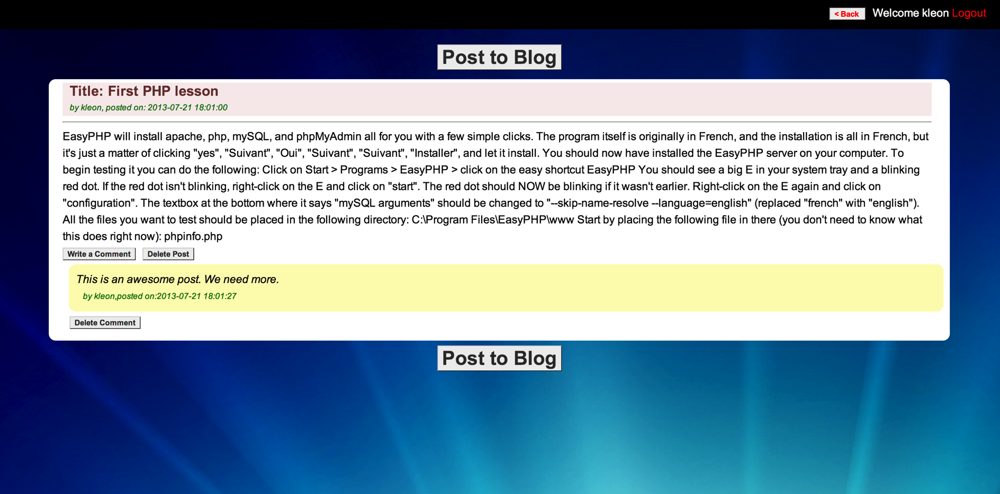 < Back Welcome kleon Logout
Post to Blog
Title: First PHP lesson
by kleon, posted on: 2013-07-21 18:01:00
EasyPHP will install apache, php, mySQL, and phpMyAdmin all for you with a few simple clicks. The program itself is originally in French, and the installation is all in French, but
it's just a matter of clicking "yes", "Suivant", "Oui", "Suivant", "Suivant", "Installer", and let it install. You should now have installed the EasyPHP server on your computer. To
begin testing it you can do the following: Click on Start > Programs > EasyPHP > click on the easy shortcut EasyPHP You should see a big E in your system tray and a blinking
red dot. If the red dot isn't blinking, right-click on the E and click on "start". The red dot should NOW be blinking if it wasn't earlier. Right-click on the E again and click on
"configuration". The textbox at the bottom where it says "mySQL arguments" should be changed to "--skip-name-resolve --language=english" (replaced "french" with "english").
All the files you want to test should be placed in the following directory: C:\Program Files\EasyPHP\www Start by placing the following file in there (you don't need to know what
this does right now): phpinfo.php
Write a Comment Delete Post
This is an awesome post. We need more.
by kleon,posted on:2013-07-21 18:01:27
Delete Comment
Post to Blog